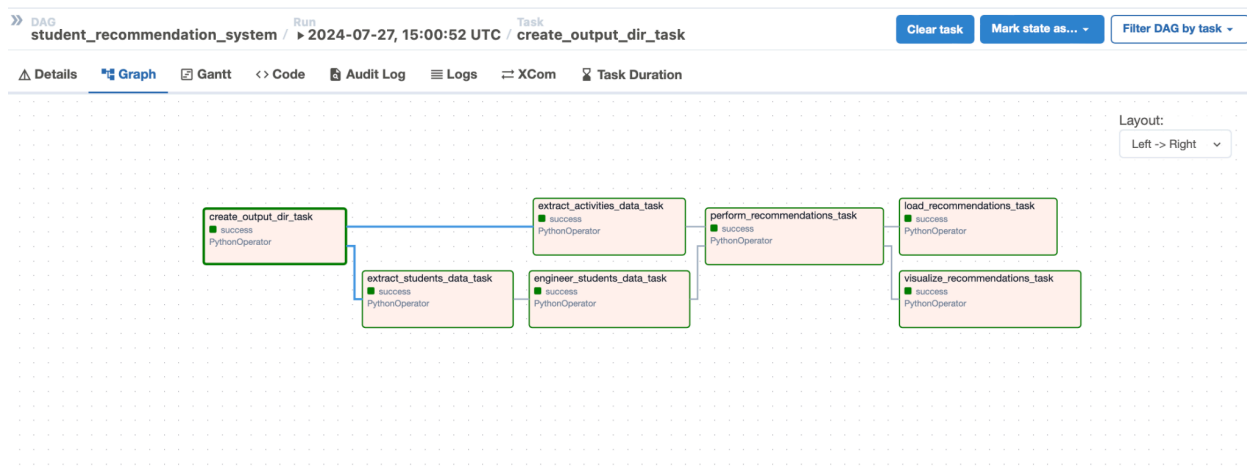 DAG
student_recommendation_system / Run ▸ 2024-07-27, 15:00:52 UTC / Task create_output_dir_task
Clear task
Mark state as...
Filter DAG by task
Details
Graph
Gantt
<> Code
Audit Log
Logs
XCom
Task Duration
Layout:
Left -> Right
create_output_dir_task
success
PythonOperator
extract_students_data_task
success
PythonOperator
extract_activities_data_task
success
PythonOperator
engineer_students_data_task
success
PythonOperator
perform_recommendations_task
success
PythonOperator
load_recommendations_task
success
PythonOperator
visualize_recommendations_task
success
PythonOperator